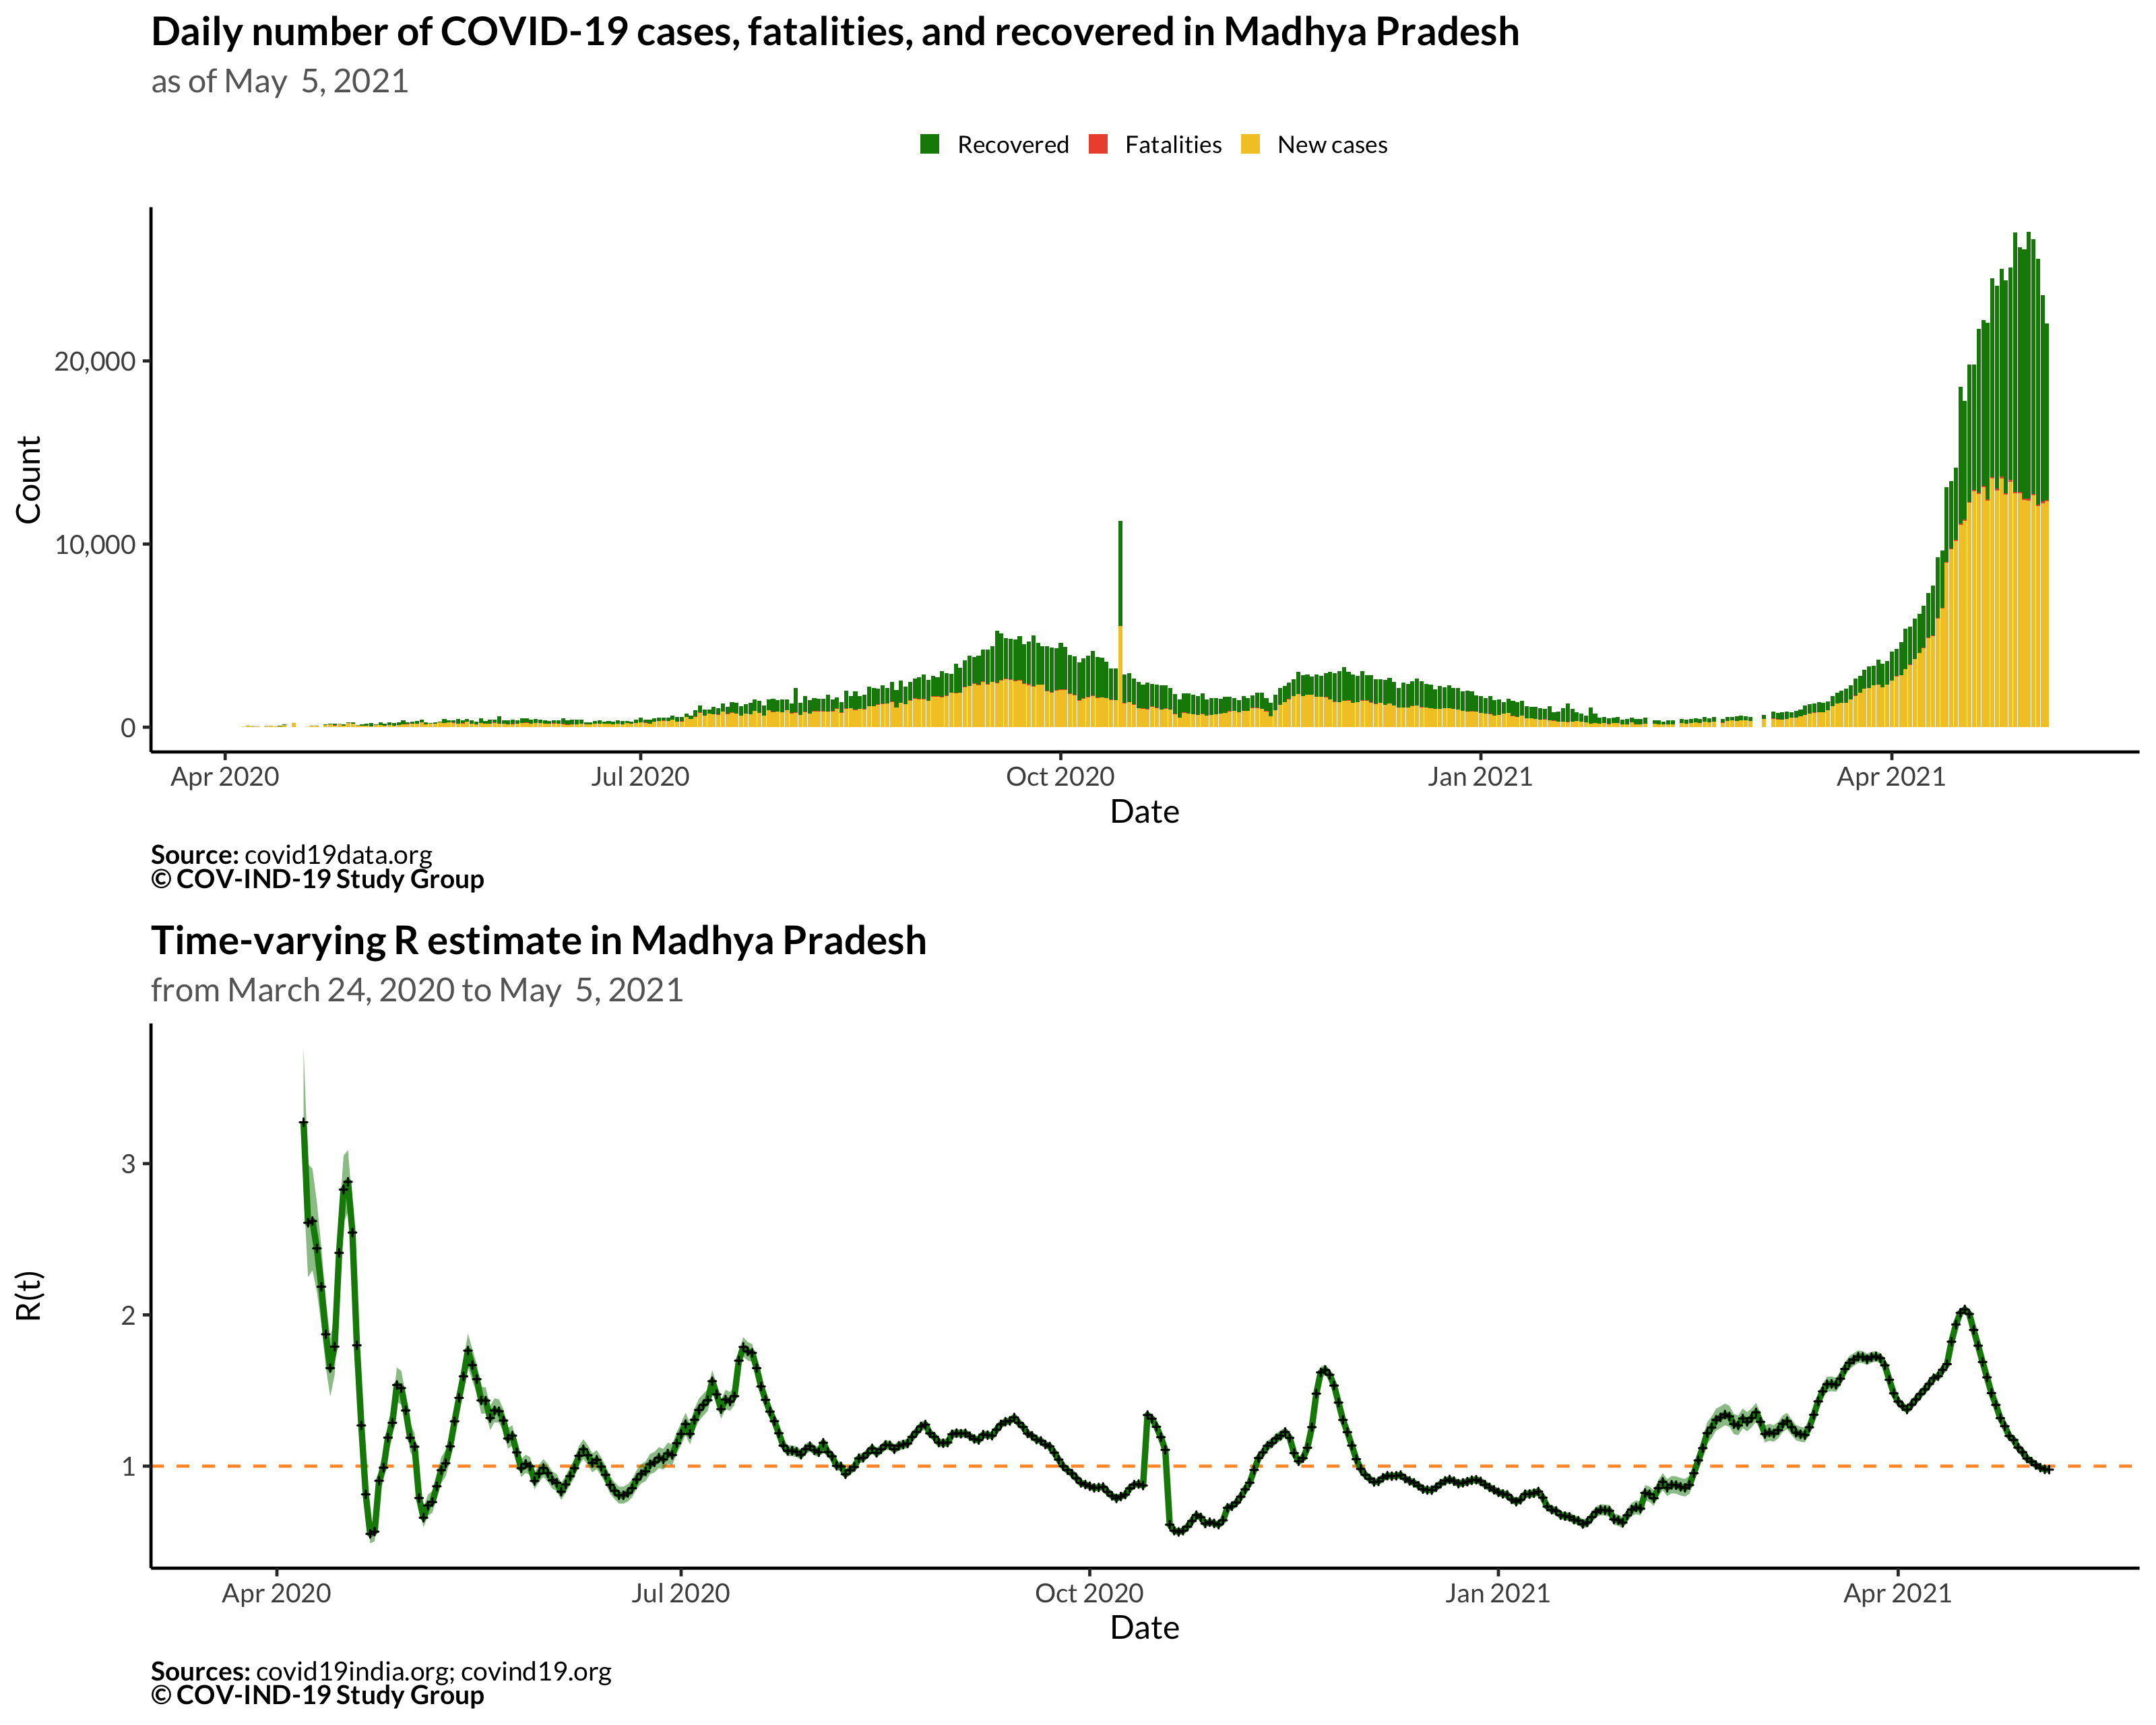 Daily number of COVID-19 cases, fatalities, and recovered in Madhya Pradesh
as of May  5, 2021
Recovered Fatalities New cases
Count
20,000
10,000
0
Apr 2020 Jul 2020 Oct 2020 Jan 2021 Apr 2021
Date
Source: covid19data.org
© COV-IND-19 Study Group
Time-varying R estimate in Madhya Pradesh
from March 24, 2020 to May  5, 2021
R(t)
3
2
1
Apr 2020 Jul 2020 Oct 2020 Jan 2021 Apr 2021
Date
Sources: covid19india.org; covind19.org
© COV-IND-19 Study Group